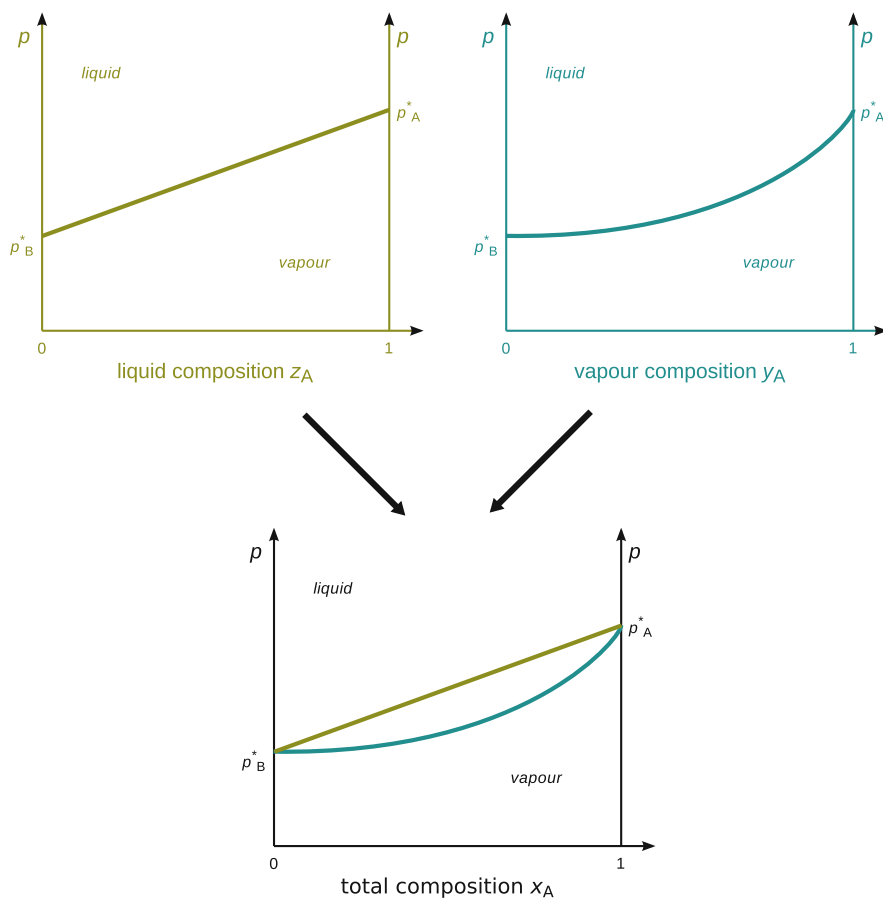 p
p
liquid
p*A
p*B
vapour
0
1
liquid composition zA
p
p
liquid
p*A
p*B
vapour
0
1
vapour composition yA
p
p
liquid
p*A
p*B
vapour
0
1
total composition xA